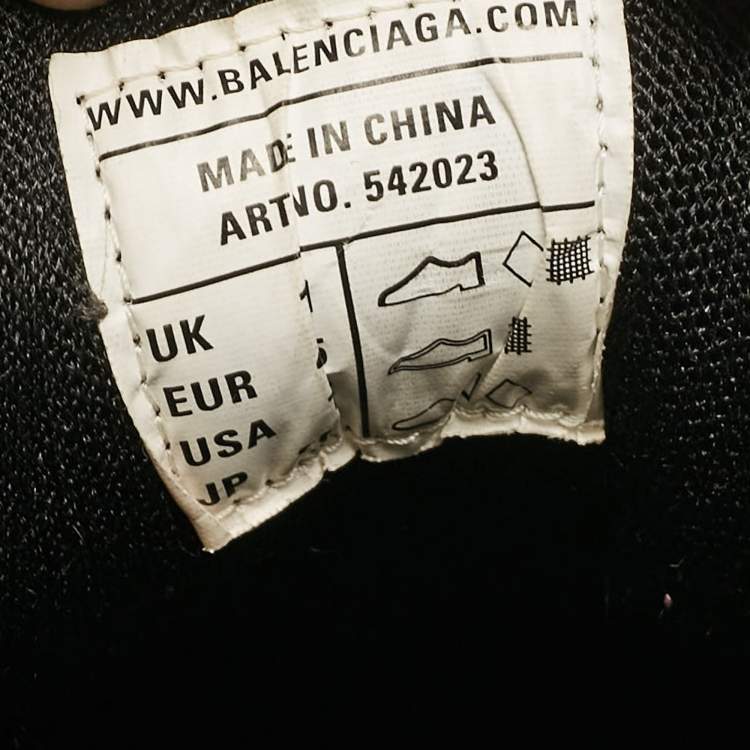 WWW.BALENCIAGA.COM
MADE IN CHINA
ARTNO. 542023
UK
EUR
USA
JP